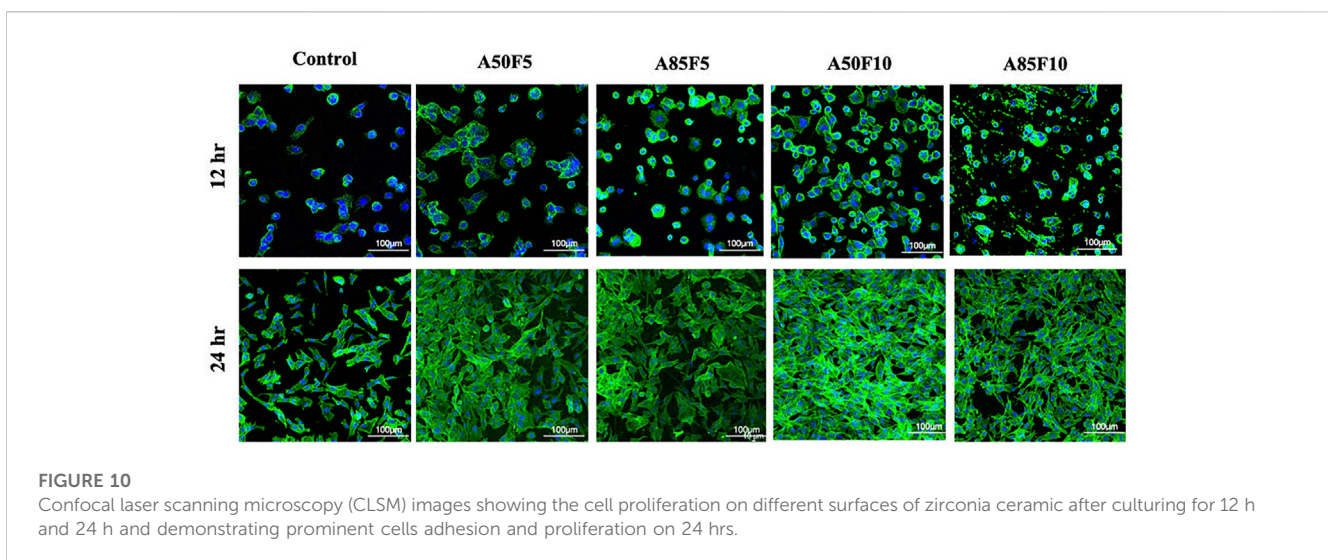 Control A50F5 A85F5 A50F10 A85F10
12 hr
100μm 100μm 100μm 100μm 100μm
24 hr
100μm 100μm 100μm 100μm 100μm
FIGURE 10
Confocal laser scanning microscopy (CLSM) images showing the cell proliferation on different surfaces of zirconia ceramic after culturing for 12 h
and 24 h and demonstrating prominent cells adhesion and proliferation on 24 hrs.